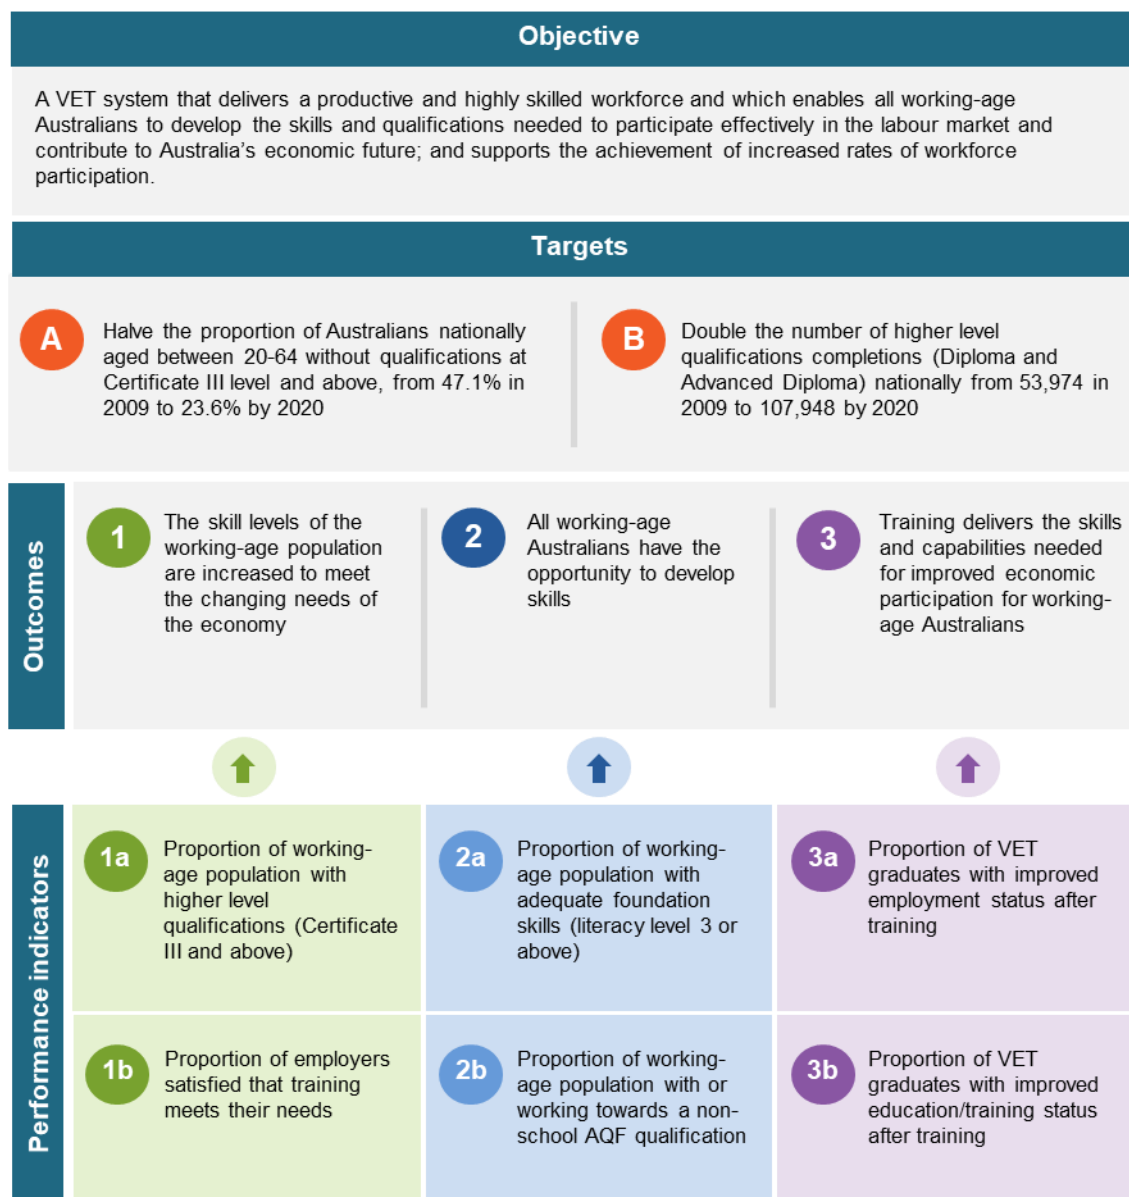 Objective
A VET system that delivers a productive and highly skilled workforce and which enables all working-age
Australians to develop the skills and qualifications needed to participate effectively in the labour market and
contribute to Australia's economic future; and supports the achievement of increased rates of workforce
participation.
Targets
A
Halve the proportion of Australians nationally
aged between 20-64 without qualifications at
Certificate III level and above, from 47.1% in
2009 to 23.6% by 2020
B
Double the number of higher level
qualifications completions (Diploma and
Advanced Diploma) nationally from 53,974 in
2009 to 107,948 by 2020
Outcomes
1
The skill levels of the
working-age population
are increased to meet
the changing needs of
the economy
2
All working-age
Australians have the
opportunity to develop
skills
3
Training delivers the skills
and capabilities needed
for improved economic
participation for working-
age Australians
Performance indicators
1a
Proportion of working-
age population with
higher level
qualifications (Certificate
III and above)
2a
Proportion of working-
age population with
adequate foundation
skills (literacy level 3 or
above)
3a
Proportion of VET
graduates with improved
employment status after
training
1b
Proportion of employers
satisfied that training
meets their needs
2b
Proportion of working-
age population with or
working towards a non-
school AQF qualification
3b
Proportion of VET
graduates with improved
education/training status
after training